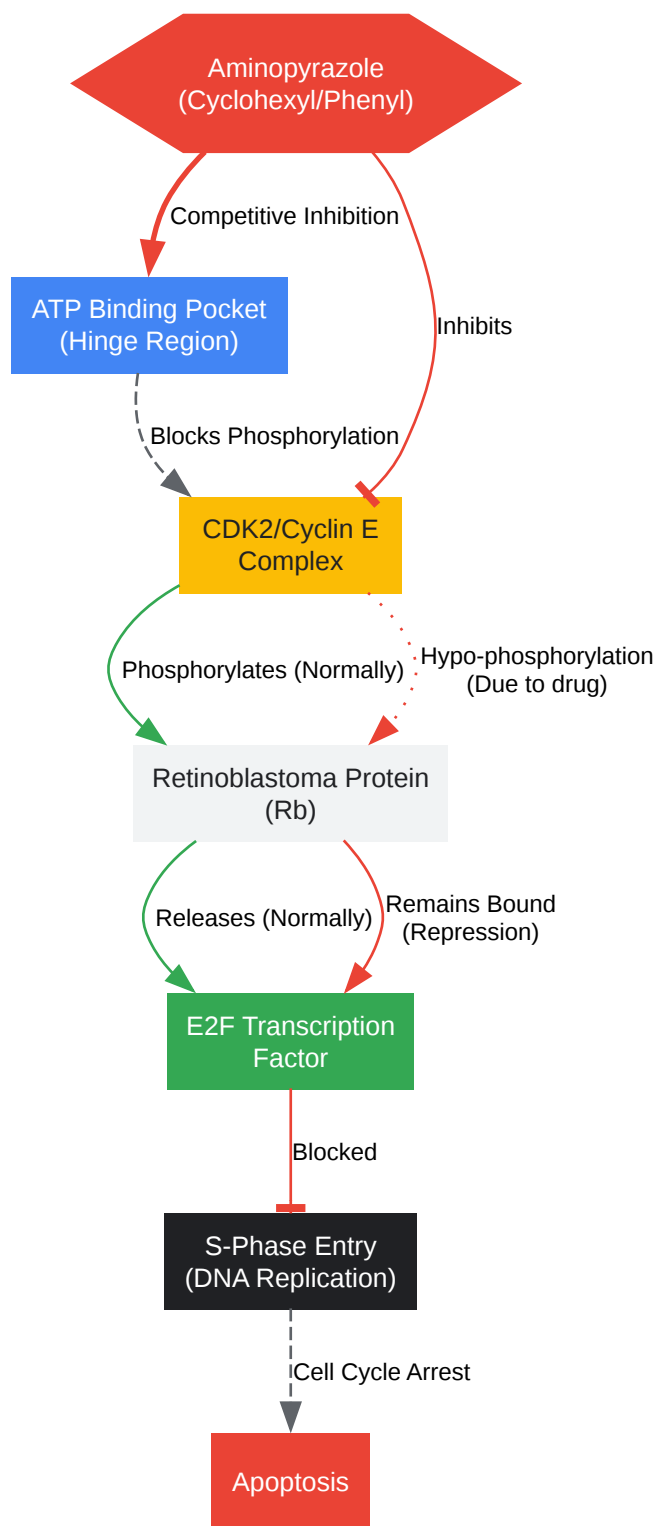 Aminopyrazole
(Cyclohexyl/Phenyl)
Competitive Inhibition
ATP Binding Pocket
(Hinge Region)
Inhibits
Blocks Phosphorylation
CDK2/Cyclin E
Complex
Phosphorylates (Normally)
Hypo-phosphorylation
(Due to drug)
Retinoblastoma Protein
(Rb)
Releases (Normally)
Remains Bound
(Repression)
E2F Transcription
Factor
Blocked
S-Phase Entry
(DNA Replication)
Cell Cycle Arrest
Apoptosis